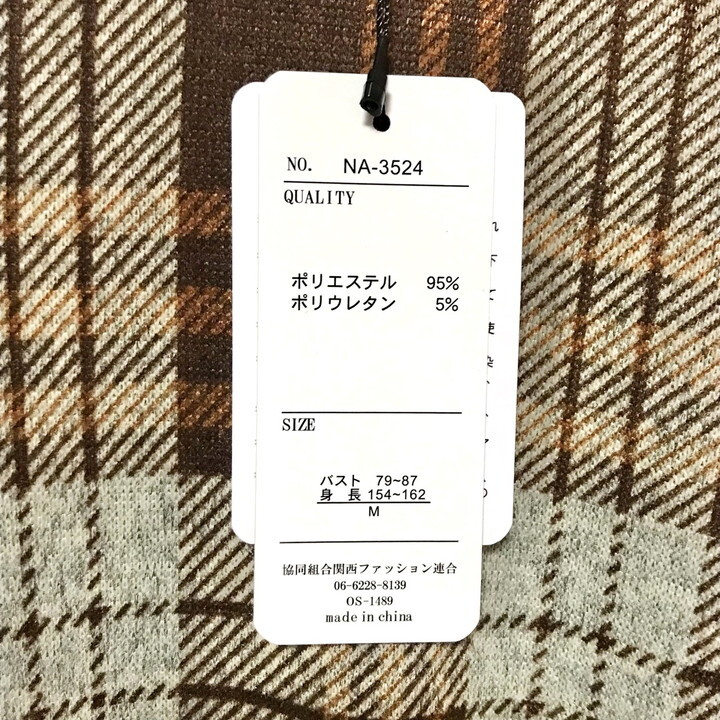 NO. NA-3524
QUALITY
ポリエステル 95%
ポリウレタン 5%
SIZE
バスト 79~87
身 長 154~162
M
協同組合関西ファッション連合
06-6228-8139
OS-1489
made in china